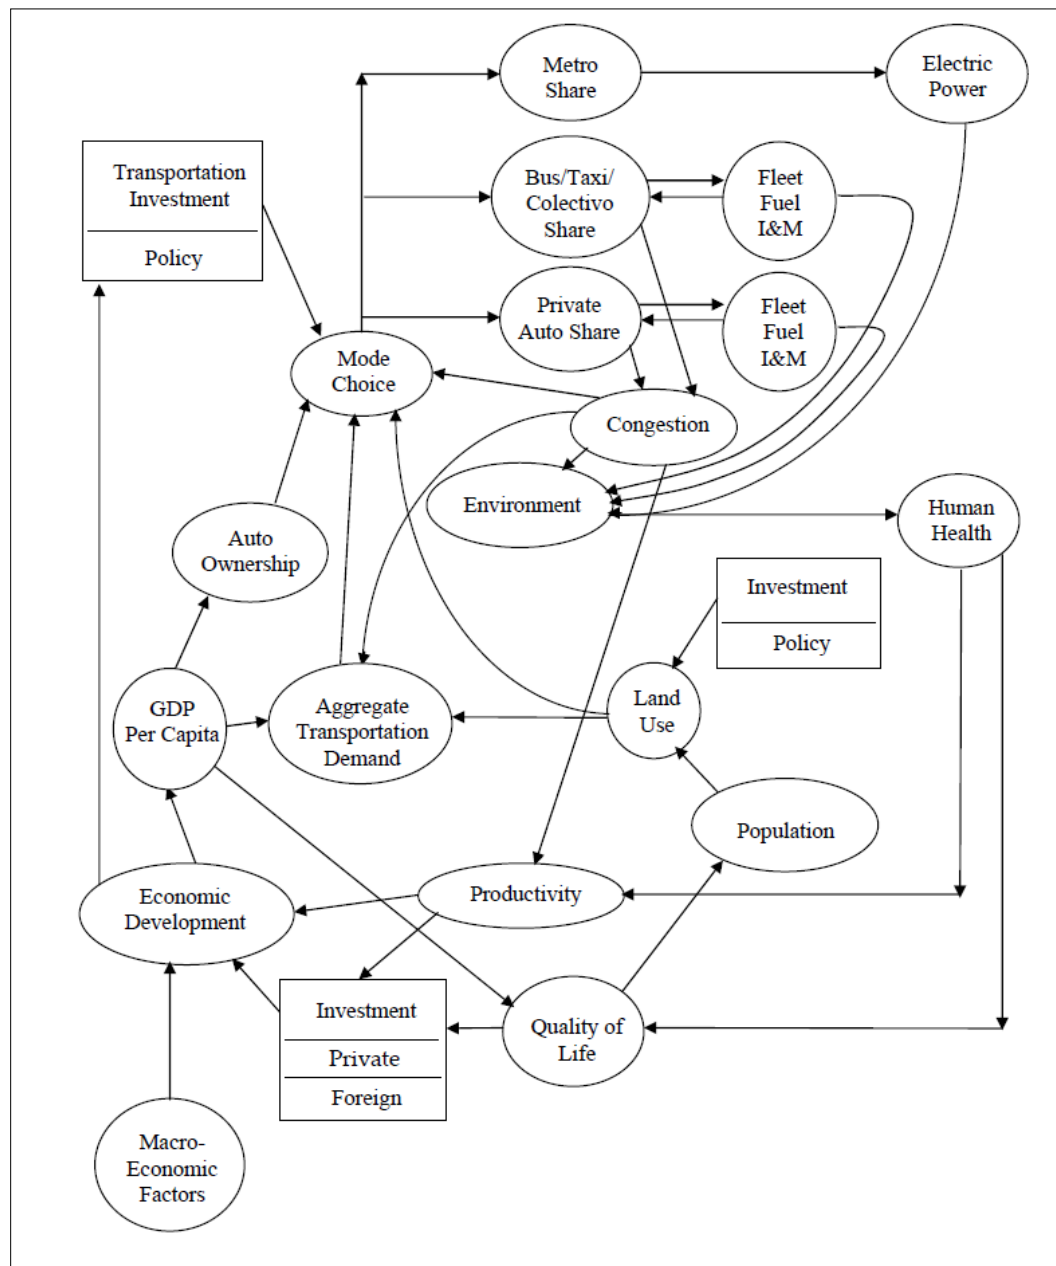 Metro
Share
Electric
Power
Transportation
Investment
Policy
Bus/Taxi/
Colectivo
Share
Fleet
Fuel
I&M
Private
Auto Share
Fleet
Fuel
I&M
Mode
Choice
Congestion
Environment
Human
Health
Auto
Ownership
Investment
Policy
GDP
Per Capita
Aggregate
Transportation
Demand
Land
Use
Population
Economic
Development
Productivity
Investment
Private
Foreign
Quality of
Life
Macro-
Economic
Factors